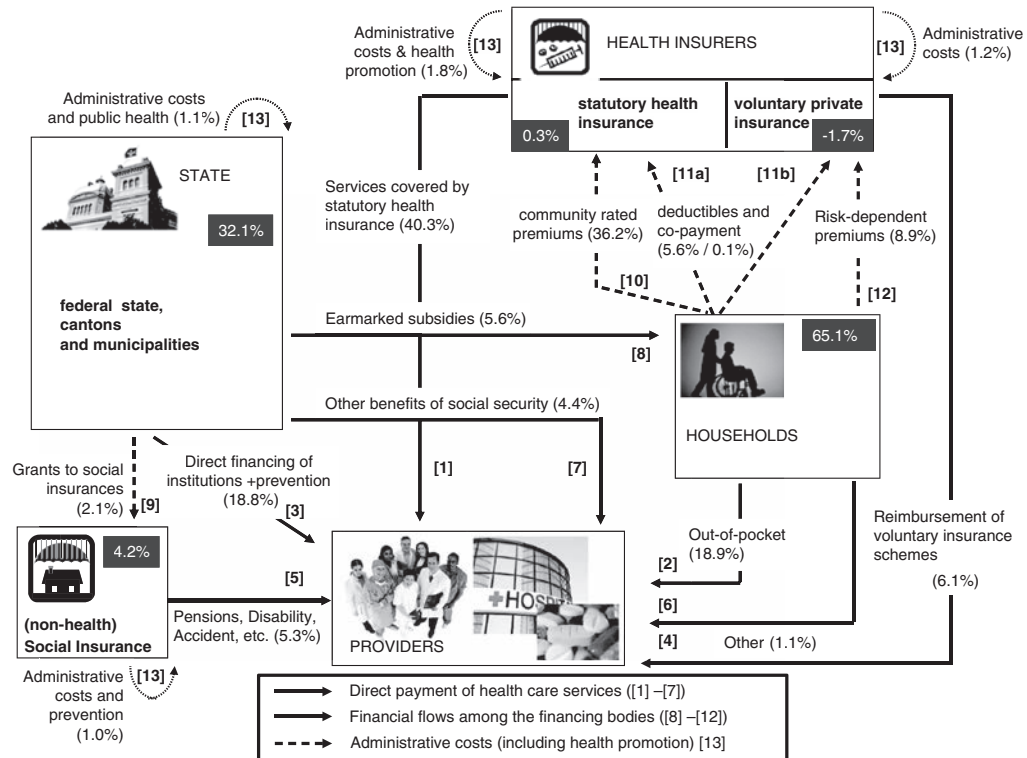 Administrative
costs & health
promotion (1.8%)
[13]
HEALTH INSURERS
[13]
Administrative
costs (1.2%)
statutory health
insurance
voluntary private
insurance
0.3%
-1.7%
Administrative costs
and public health (1.1%)
[13]
STATE
32.1%
federal state,
cantons
and municipalities
Services covered by
statutory health
insurance (40.3%)
[11a]
[11b]
community rated
premiums (36.2%)
deductibles and
co-payment
(5.6% / 0.1%)
Risk-dependent
premiums (8.9%)
[10]
[12]
Earmarked subsidies (5.6%)
[8]
65.1%
HOUSEHOLDS
Other benefits of social security (4.4%)
[1]
[7]
Grants to social
insurances
(2.1%)
[9]
Direct financing of
institutions +prevention
(18.8%)
[3]
Out-of-pocket
(18.9%)
[2]
Reimbursement of
voluntary insurance
schemes
(6.1%)
4.2%
(non-health)
Social Insurance
[5]
Pensions, Disability,
Accident, etc. (5.3%)
HOSPI
PROVIDERS
[6]
[4]
Other (1.1%)
[13]
Administrative
costs and
prevention
(1.0%)
Direct payment of health care services ([1] –[7])
Financial flows among the financing bodies ([8] –[12])
Administrative costs (including health promotion) [13]